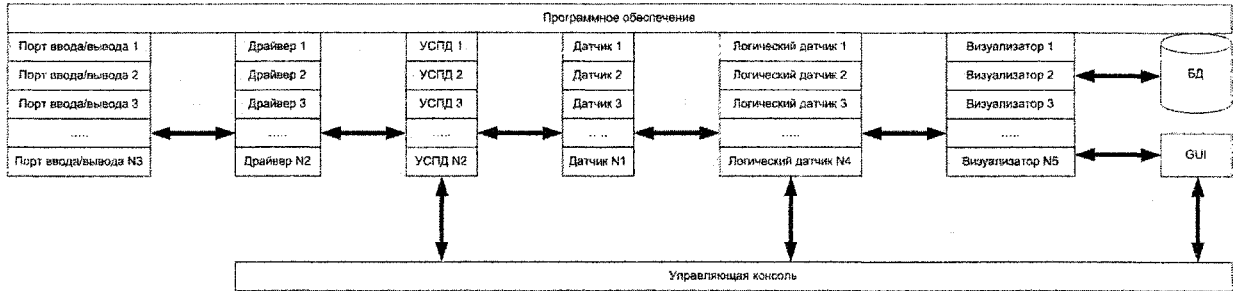 Программное обеспечение
Порт ввода/вывода 1
Порт ввода/вывода 2
Порт ввода/вывода 3
.....
Порт ввода/вывода N3
Драйвер 1
Драйвер 2
Драйвер 3
.....
Драйвер N2
УСПД 1
УСПД 2
УСПД 3
.....
УСПД N2
Датчик 1
Датчик 2
Датчик 3
.....
Датчик N1
Логический датчик 1
Логический датчик 2
Логический датчик 3
.....
Логический датчик N4
Визуализатор 1
Визуализатор 2
Визуализатор 3
.....
Визуализатор N5
БД
GUI
Управляющая консоль